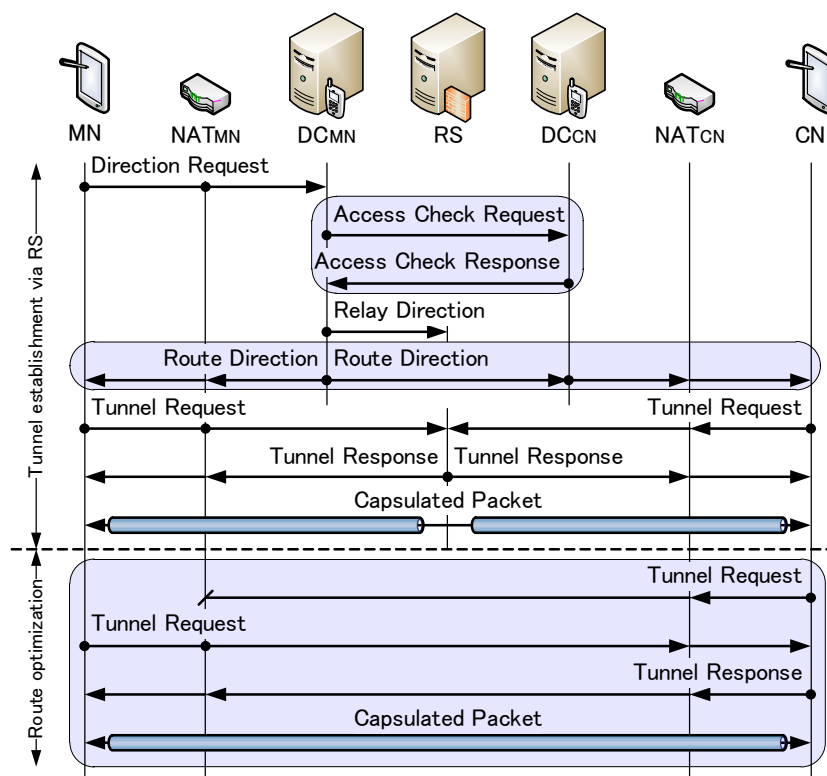 MN
NATMN
DCMN
RS
DCCN
NATCN
CN
Tunnel establishment via RS
Direction Request
Access Check Request
Access Check Response
Relay Direction
Route Direction
Route Direction
Tunnel Request
Tunnel Request
Tunnel Response
Tunnel Response
Capsulated Packet
Route optimization
Tunnel Request
Tunnel Request
Tunnel Response
Capsulated Packet